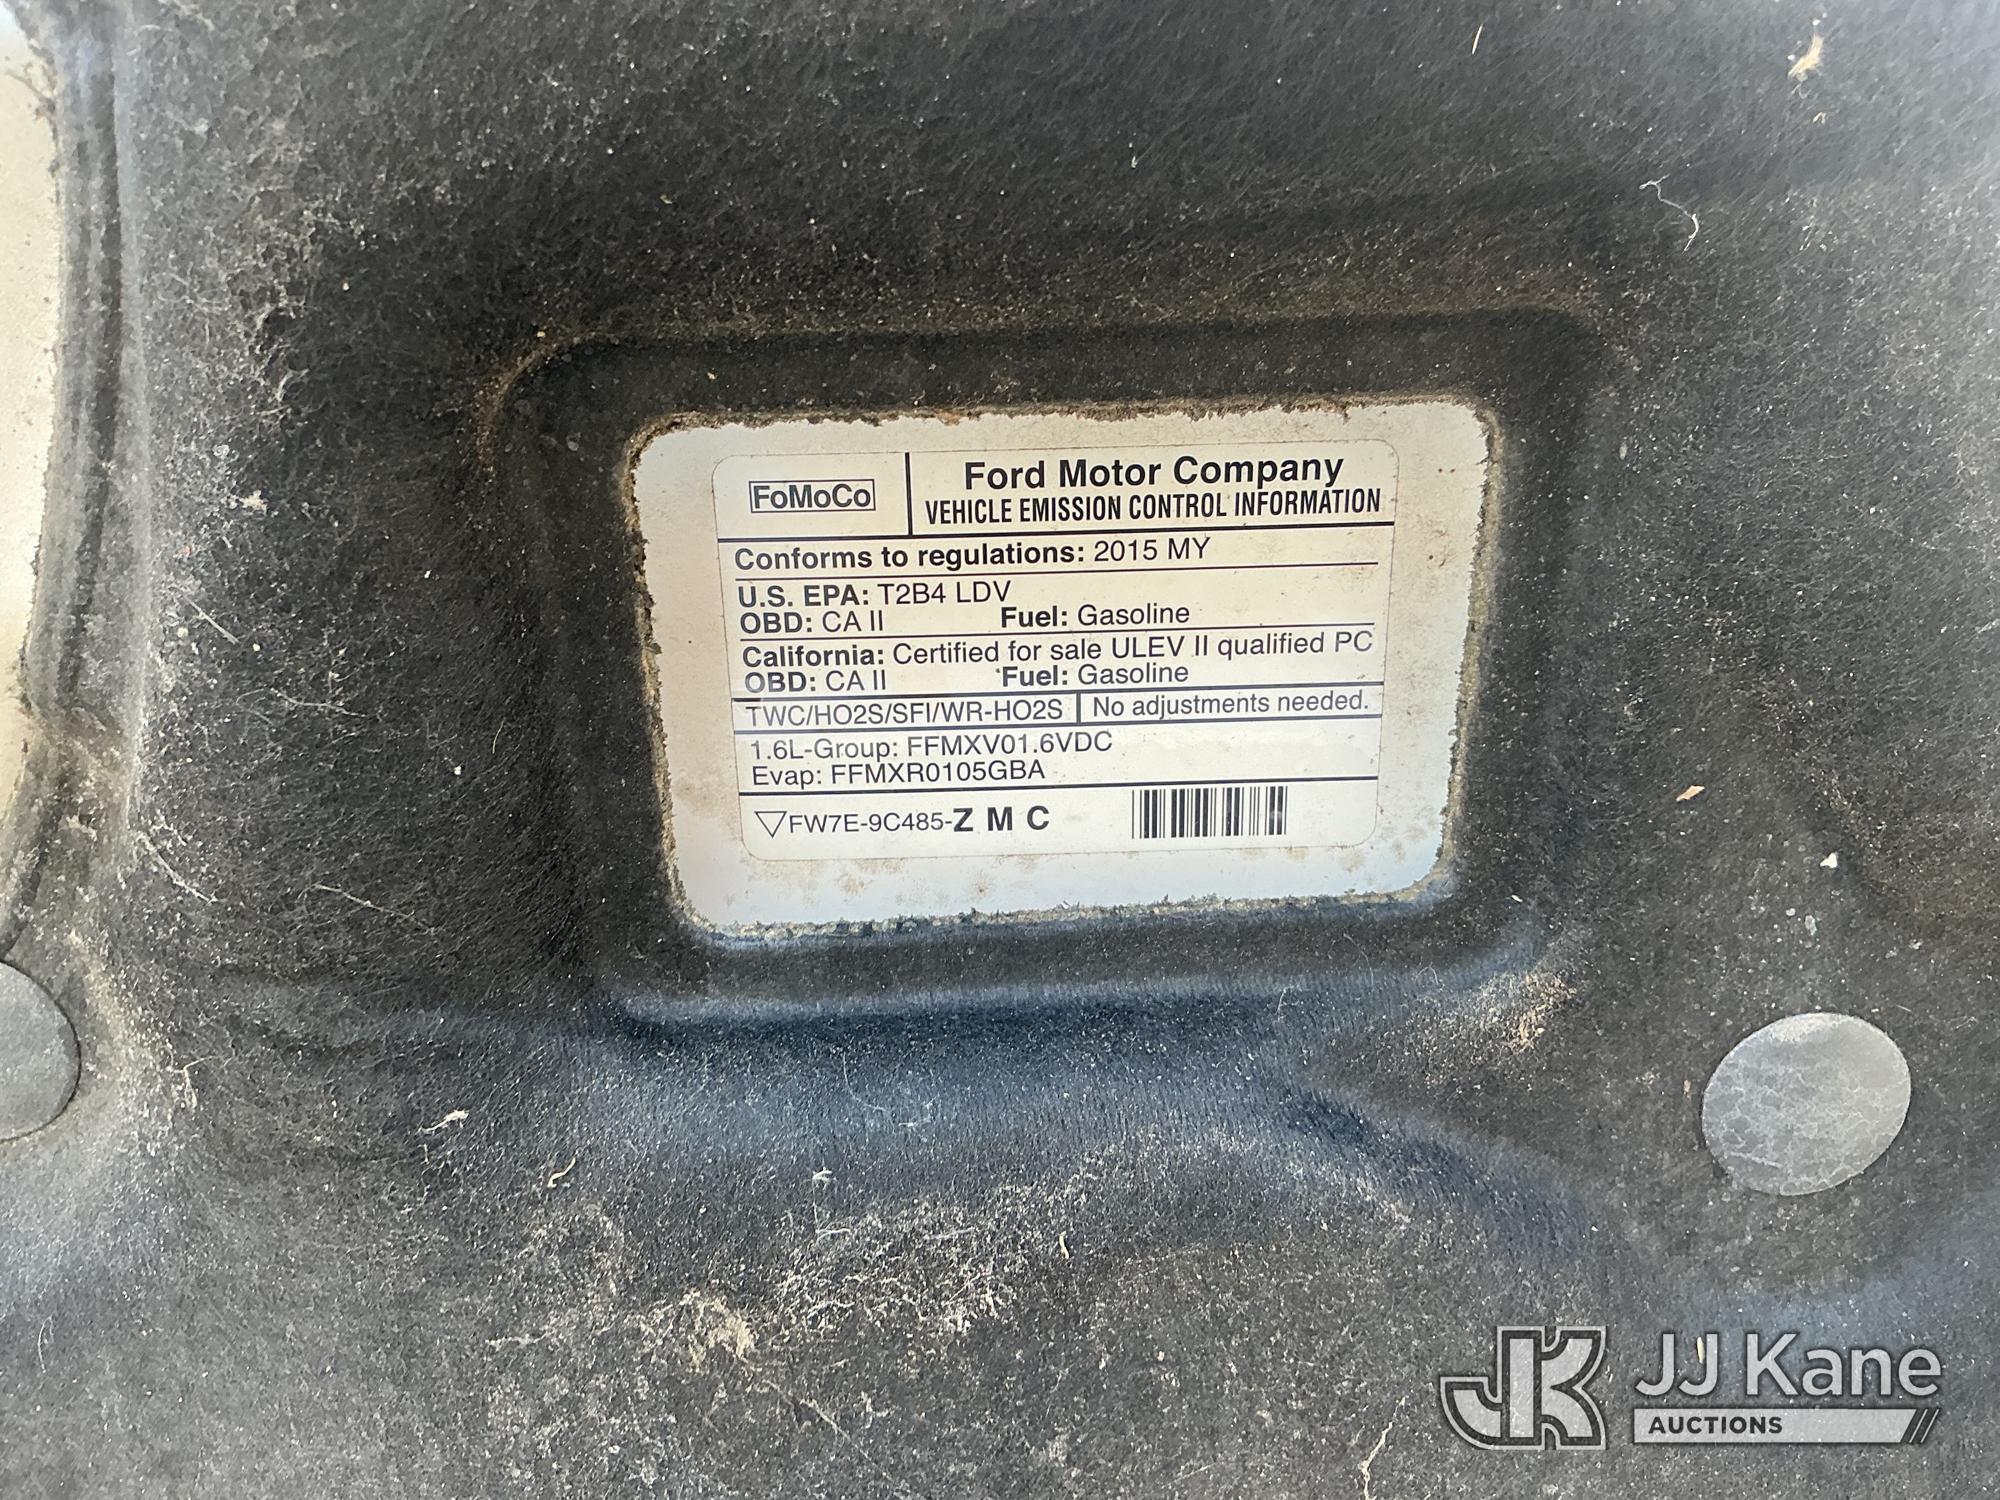 FoMoCo
Ford Motor Company
VEHICLE EMISSION CONTROL INFORMATION
Conforms to regulations: 2015 MY
U.S. EPA: T2B4 LDV
OBD: CA II Fuel: Gasoline
California: Certified for sale ULEV II qualified PC
OBD: CA II Fuel: Gasoline
TWC/HO2S/SFI/WR-HO2S No adjustments needed.
1.6L-Group: FFMXV01.6VDC
Evap: FFMXR0105GBA
▽FW7E-9C485-Z M C
JK JJ Kane
AUCTIONS